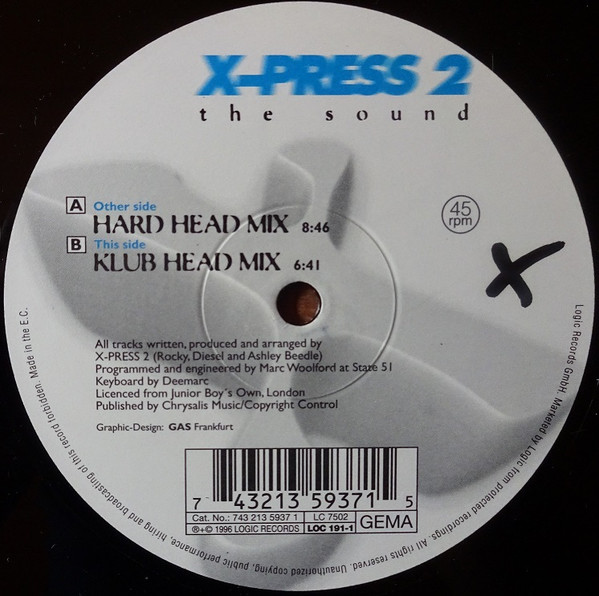 X-PRESS 2
the sound
A Other side
HARD HEAD MIX 8:46
B This side
KLUB HEAD MIX 6:41
45
rpm
X
All tracks written, produced and arranged by
X-PRESS 2 (Rocky, Diesel and Ashley Beedle)
Programmed and engineered by Marc Woolford at State 51
Keyboard by Deemarc
Licenced from Junior Boy´s Own, London
Published by Chrysalis Music/Copyright Control
Graphic-Design: GAS Frankfurt
7 43213 59371 5
Cat. No.: 743 213 5937 1 LC 7502 GEMA
℗+© 1996 LOGIC RECORDS LOC 191-1
Logic Records GmbH. Marketed by Logic from protected recordings. All rights reserved. Unauthorized copying, public performance, hiring and broadcasting of this record forbidden. Made in the E.C.